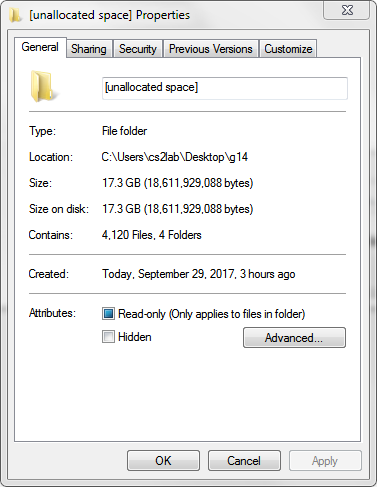 [unallocated space] Properties
General Sharing Security Previous Versions Customize
[unallocated space]
Type: File folder
Location: C:\Users\cs2lab\Desktop\g14
Size: 17.3 GB (18,611,929,088 bytes)
Size on disk: 17.3 GB (18,611,929,088 bytes)
Contains: 4,120 Files, 4 Folders
Created: Today, September 29, 2017, 3 hours ago
Attributes: Read-only (Only applies to files in folder)
Hidden Advanced...
OK Cancel Apply